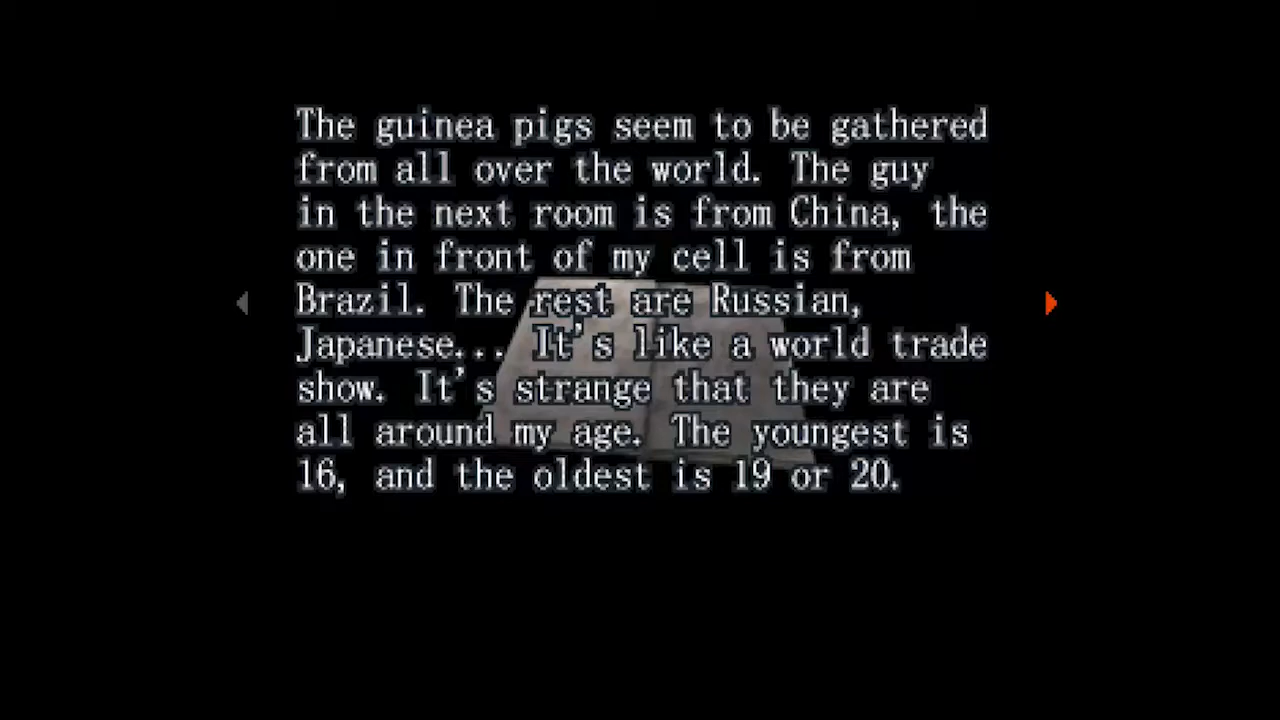 The guinea pigs seem to be gathered
from all over the world. The guy
in the next room is from China, the
one in front of my cell is from
Brazil. The rest are Russian,
Japanese... It's like a world trade
show. It's strange that they are
all around my age. The youngest is
16, and the oldest is 19 or 20.